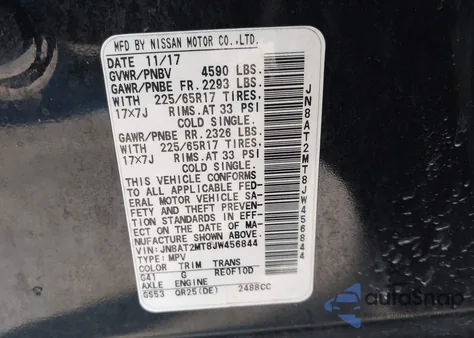 MFD BY NISSAN MOTOR CO.,LTD.
DATE 11/17
GVWR/PNBV 4590 LBS.
GAWR/PNBE FR. 2293 LBS.
WITH 225/65R17 TIRES,
17x7J RIMS.AT 33 PSI
COLD SINGLE.
GAWR/PNBE RR. 2326 LBS.
WITH 225/65R17 TIRES,
17x7J RIMS.AT 33 PSI
COLD SINGLE.
THIS VEHICLE CONFORMS
TO ALL APPLICABLE FED-
ERAL MOTOR VEHICLE SA-
FETY AND THEFT PREVEN-
TION STANDARDS IN EFF-
ECT ON THE DATE OF MA-
NUFACTURE SHOWN ABOVE.
VIN:JN8AT2MT8JW456844
TYPE: MPV
COLOR TRIM TRANS
G41 G RE0F10D
AXLE ENGINE
GS53 QR25(DE) 2488CC
JN8AT2MT8JW456844
AutoSnap